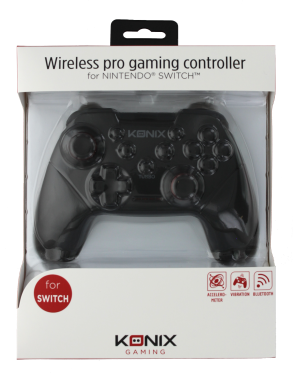 Wireless pro gaming controller
for NINTENDO® SWITCH™
KONIX
for
SWITCH
ACCELERO-
METER
VIBRATION
BLUETOOTH
KONIX
GAMING